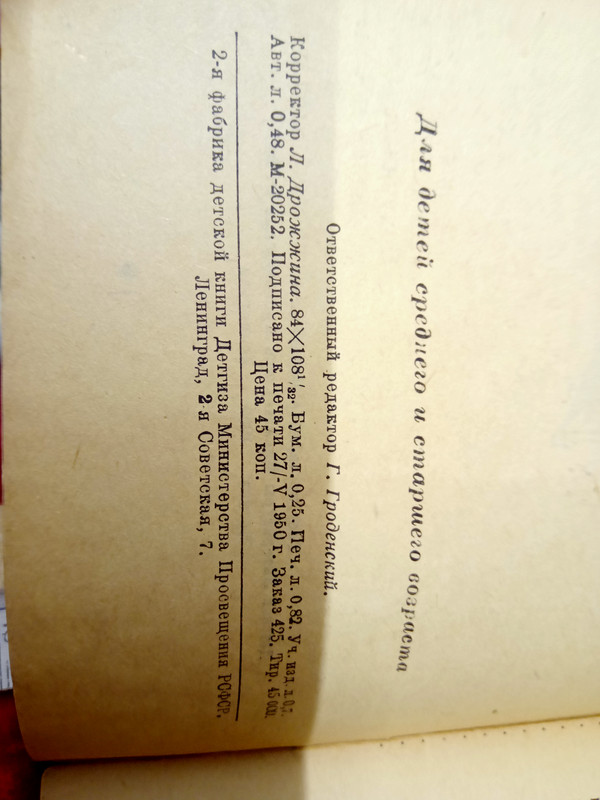 Для детей среднего и старшего возраста
Ответственный редактор Г. Гроденский.
Корректор Л. Дрожжина. 84×108¹/₃₂. Бум. л. 0,25. Печ. л. 0,82. Уч. изд. л. 0,7.
Авт. л. 0,48. М-20252. Подписано к печати 27/-V 1950 г. Заказ 425. Тир. 45 000.
Цена 45 коп.
2-я фабрика детской книги Детгиза Министерства Просвещения РСФСР.
Ленинград, 2-я Советская, 7.